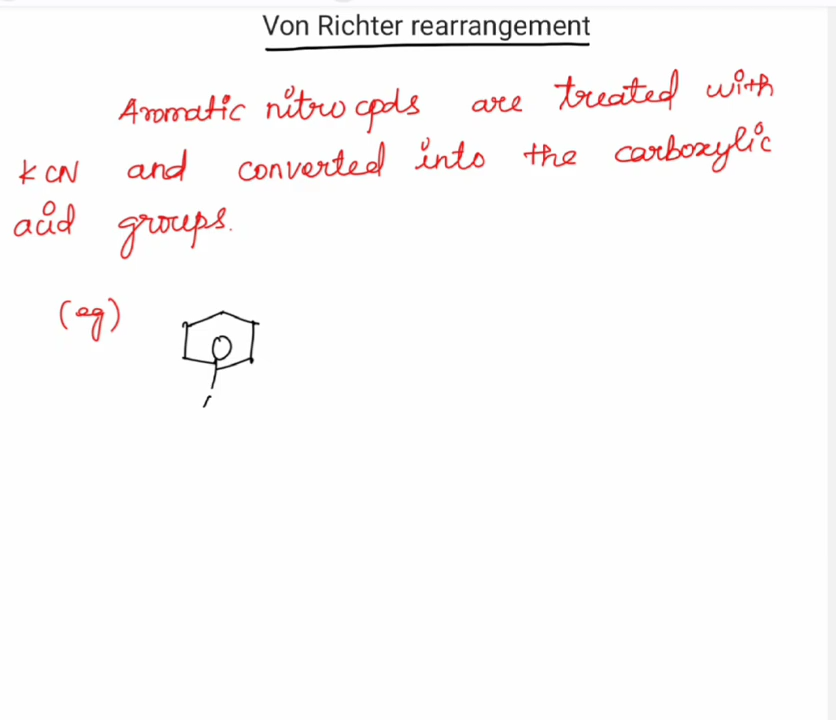 Von Richter rearrangement
Aromatic nitro cpds are treated with
KCN and converted into the carboxylic
acid groups.
(eg)